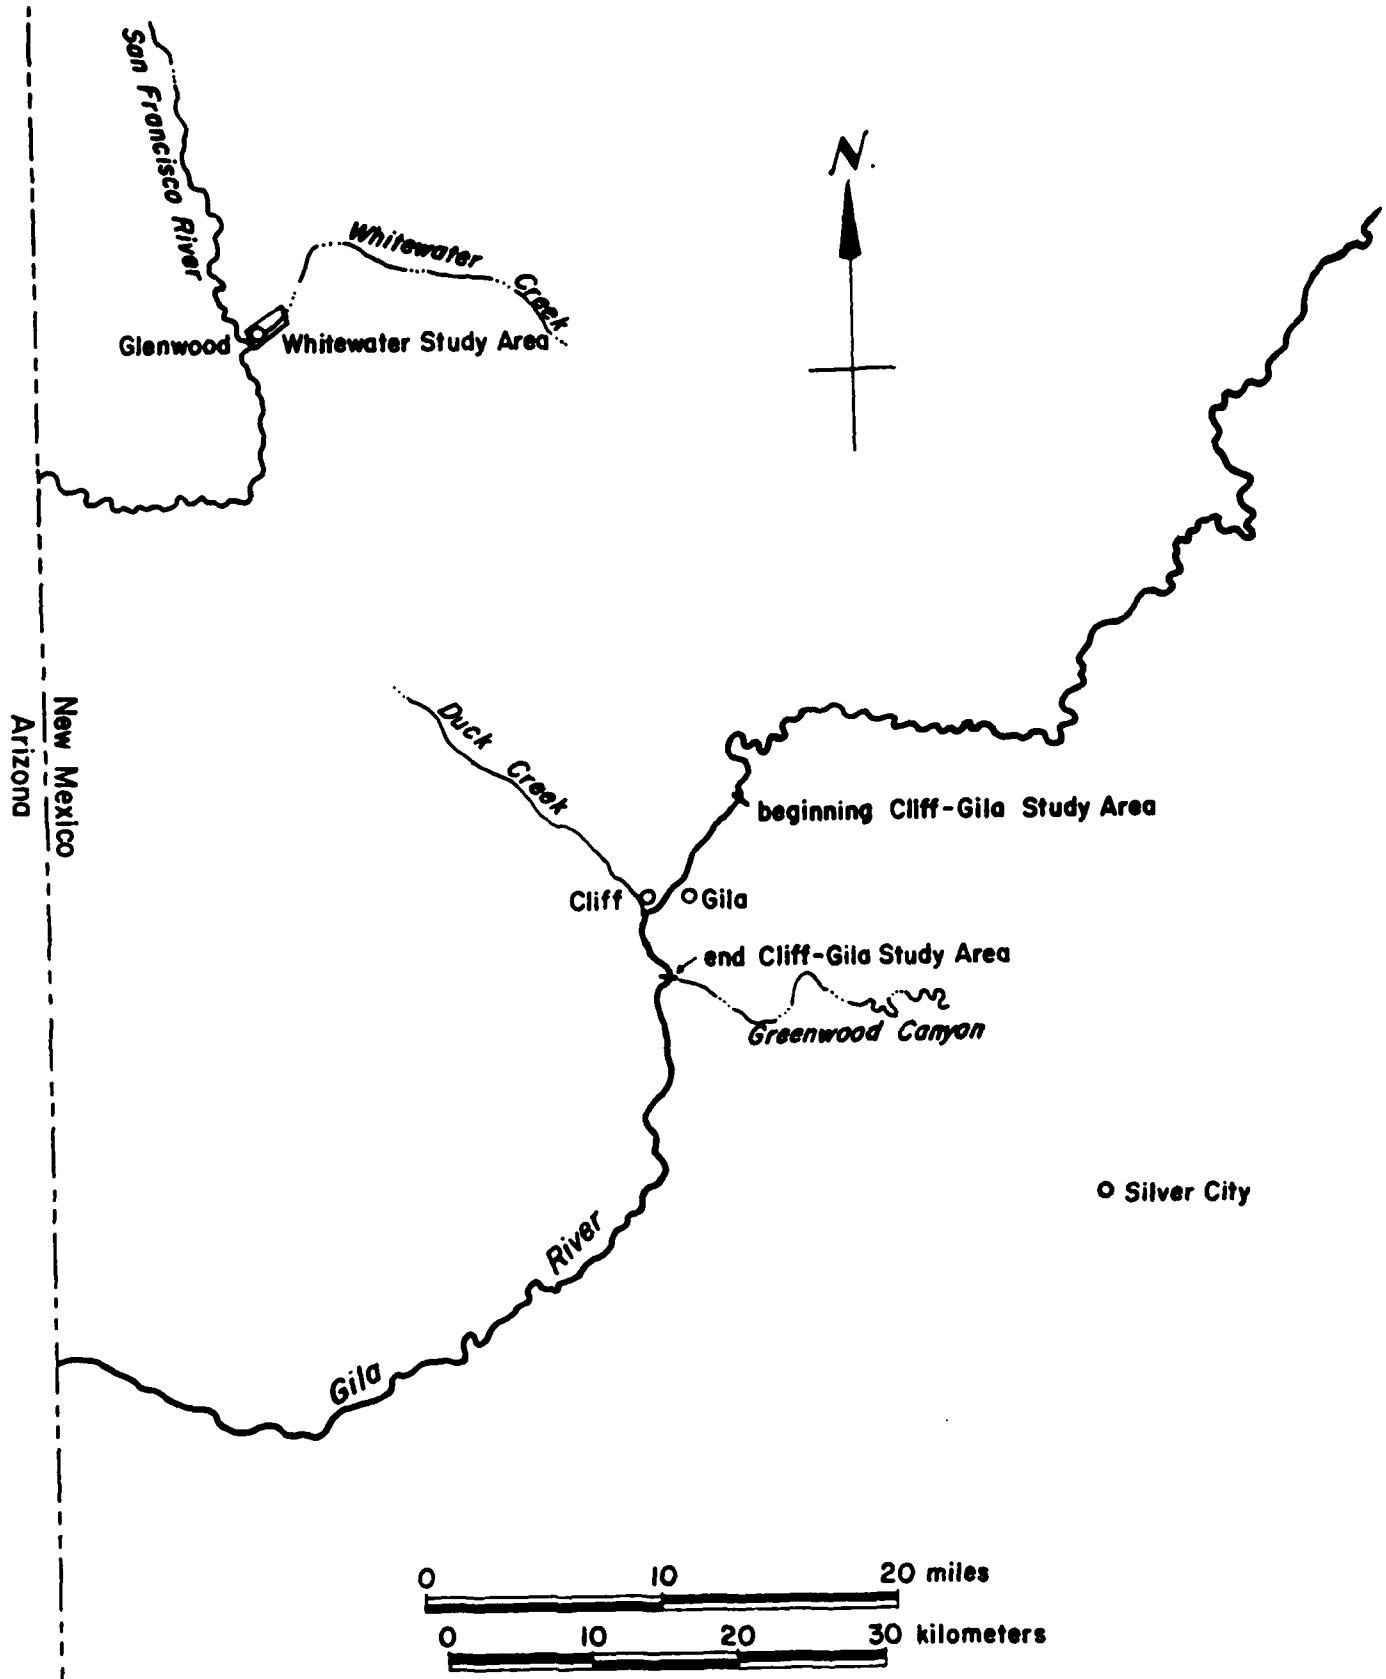 San Francisco River
N.
Whitewater Creek
Glenwood
Whitewater Study Area
New Mexico
Arizona
Duck Creek
beginning Cliff-Gila Study Area
Cliff
Gila
end Cliff-Gila Study Area
Greenwood Canyon
Silver City
Gila River
0 10 20 miles
0 10 20 30 kilometers